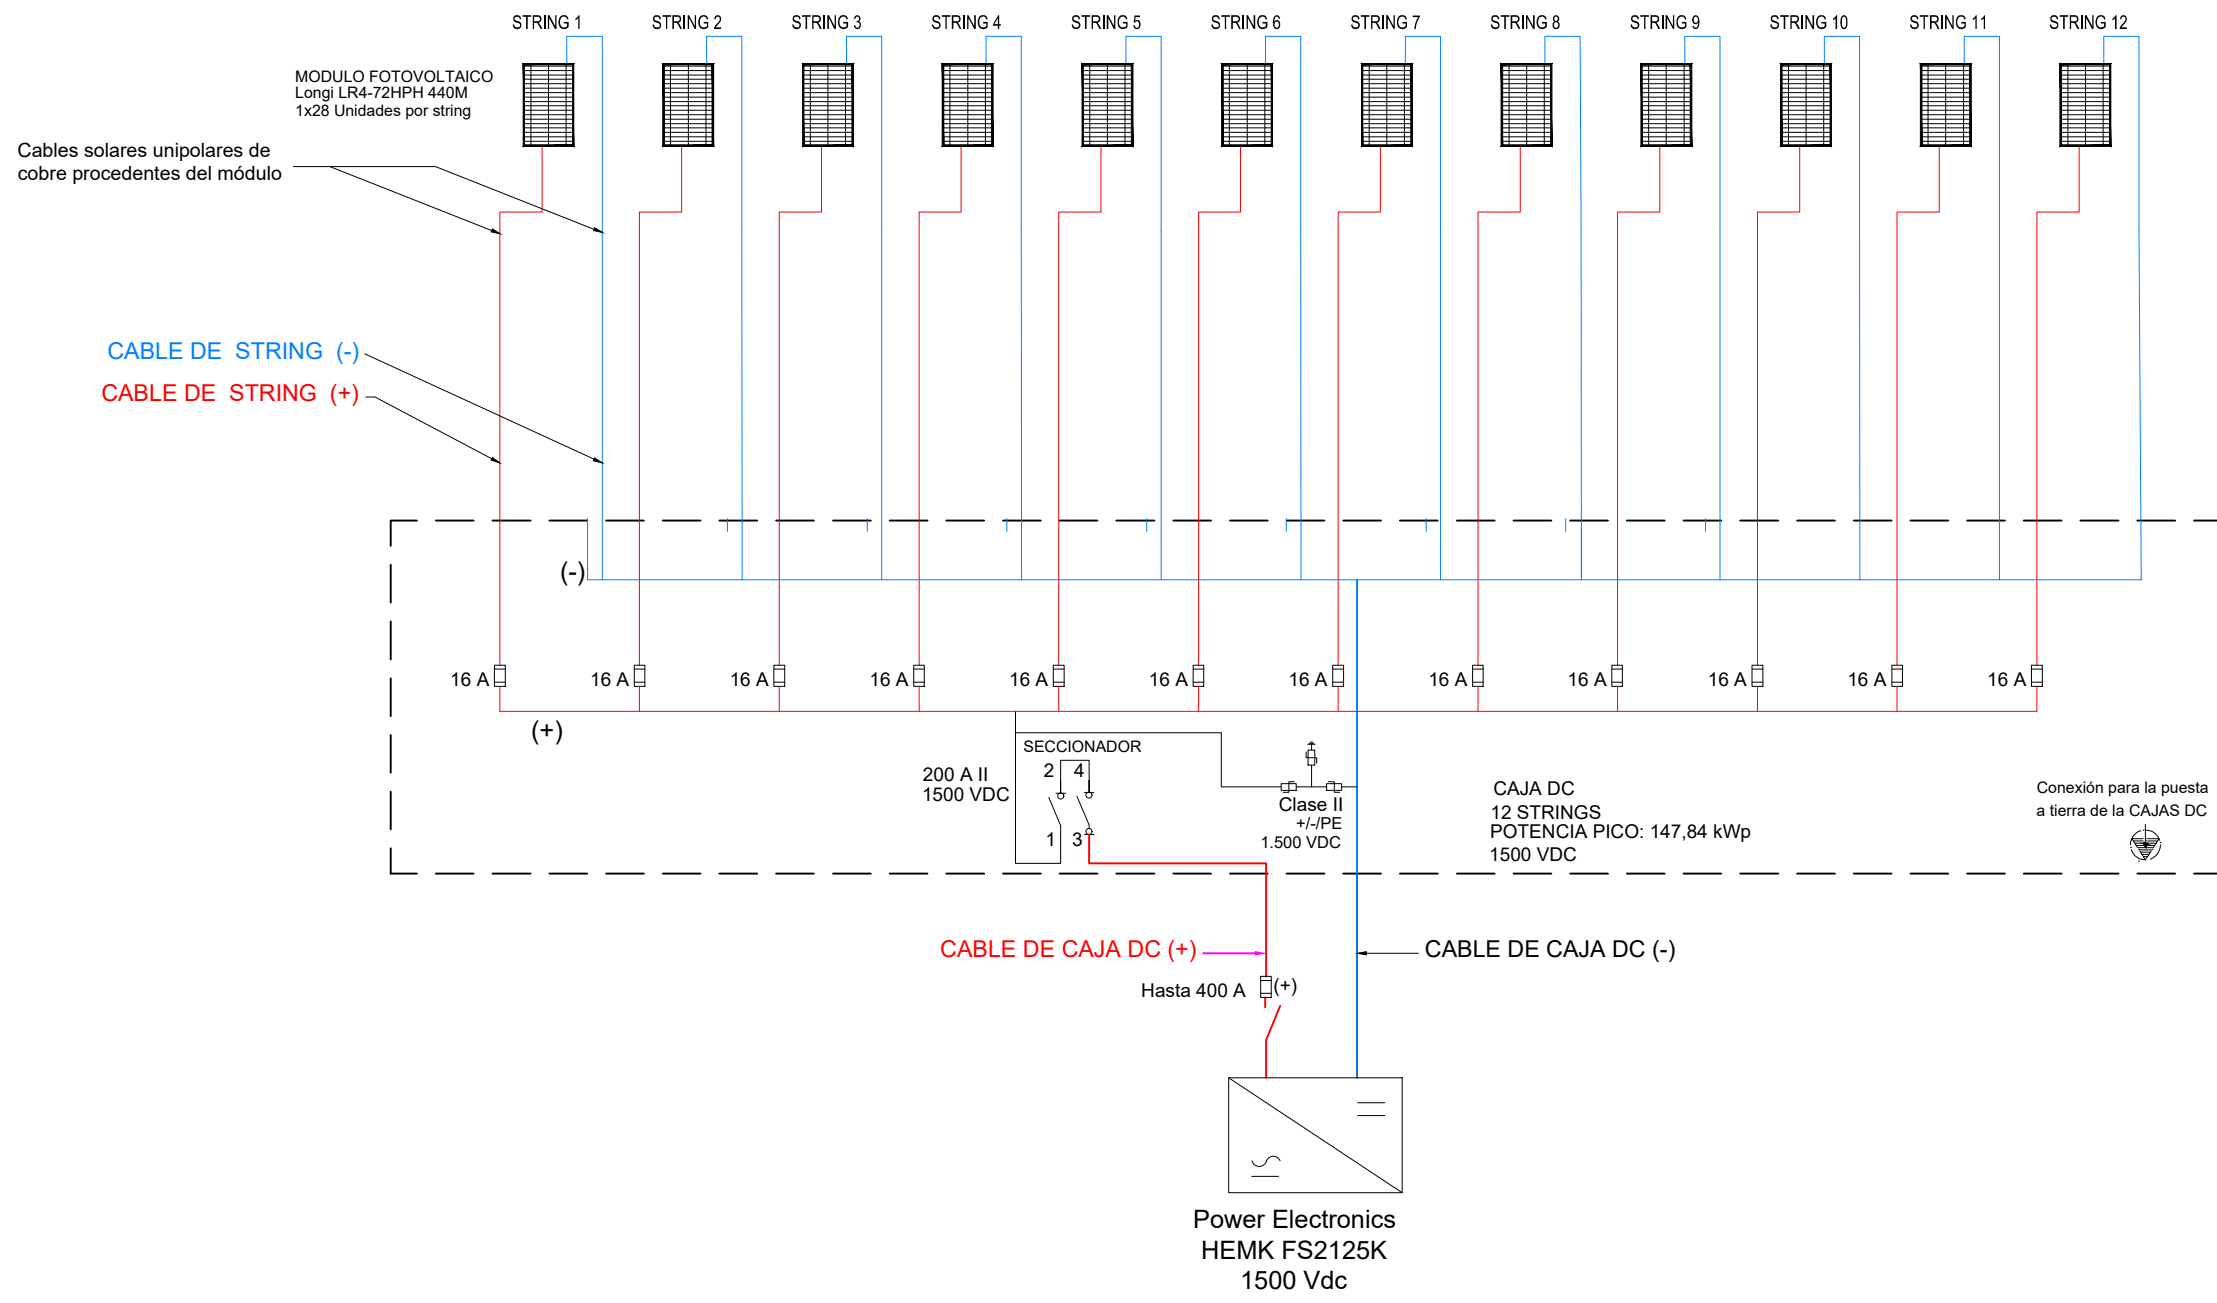 STRING 1
STRING 2
STRING 3
STRING 4
STRING 5
STRING 6
STRING 7
STRING 8
STRING 9
STRING 10
STRING 11
STRING 12
MODULO FOTOVOLTAICO
Longi LR4-72HPH 440M
1x28 Unidades por string
Cables solares unipolares de
cobre procedentes del módulo
CABLE DE STRING (-)
CABLE DE STRING (+)
(-)
16 A
16 A
16 A
16 A
16 A
16 A
16 A
16 A
16 A
16 A
16 A
16 A
(+)
SECCIONADOR
200 A II
1500 VDC
2 4
1 3
Clase II
+/-/PE
1.500 VDC
CAJA DC
12 STRINGS
POTENCIA PICO: 147,84 kWp
1500 VDC
Conexión para la puesta
a tierra de la CAJAS DC
CABLE DE CAJA DC (+)
CABLE DE CAJA DC (-)
Hasta 400 A
(+)
Power Electronics
HEMK FS2125K
1500 Vdc